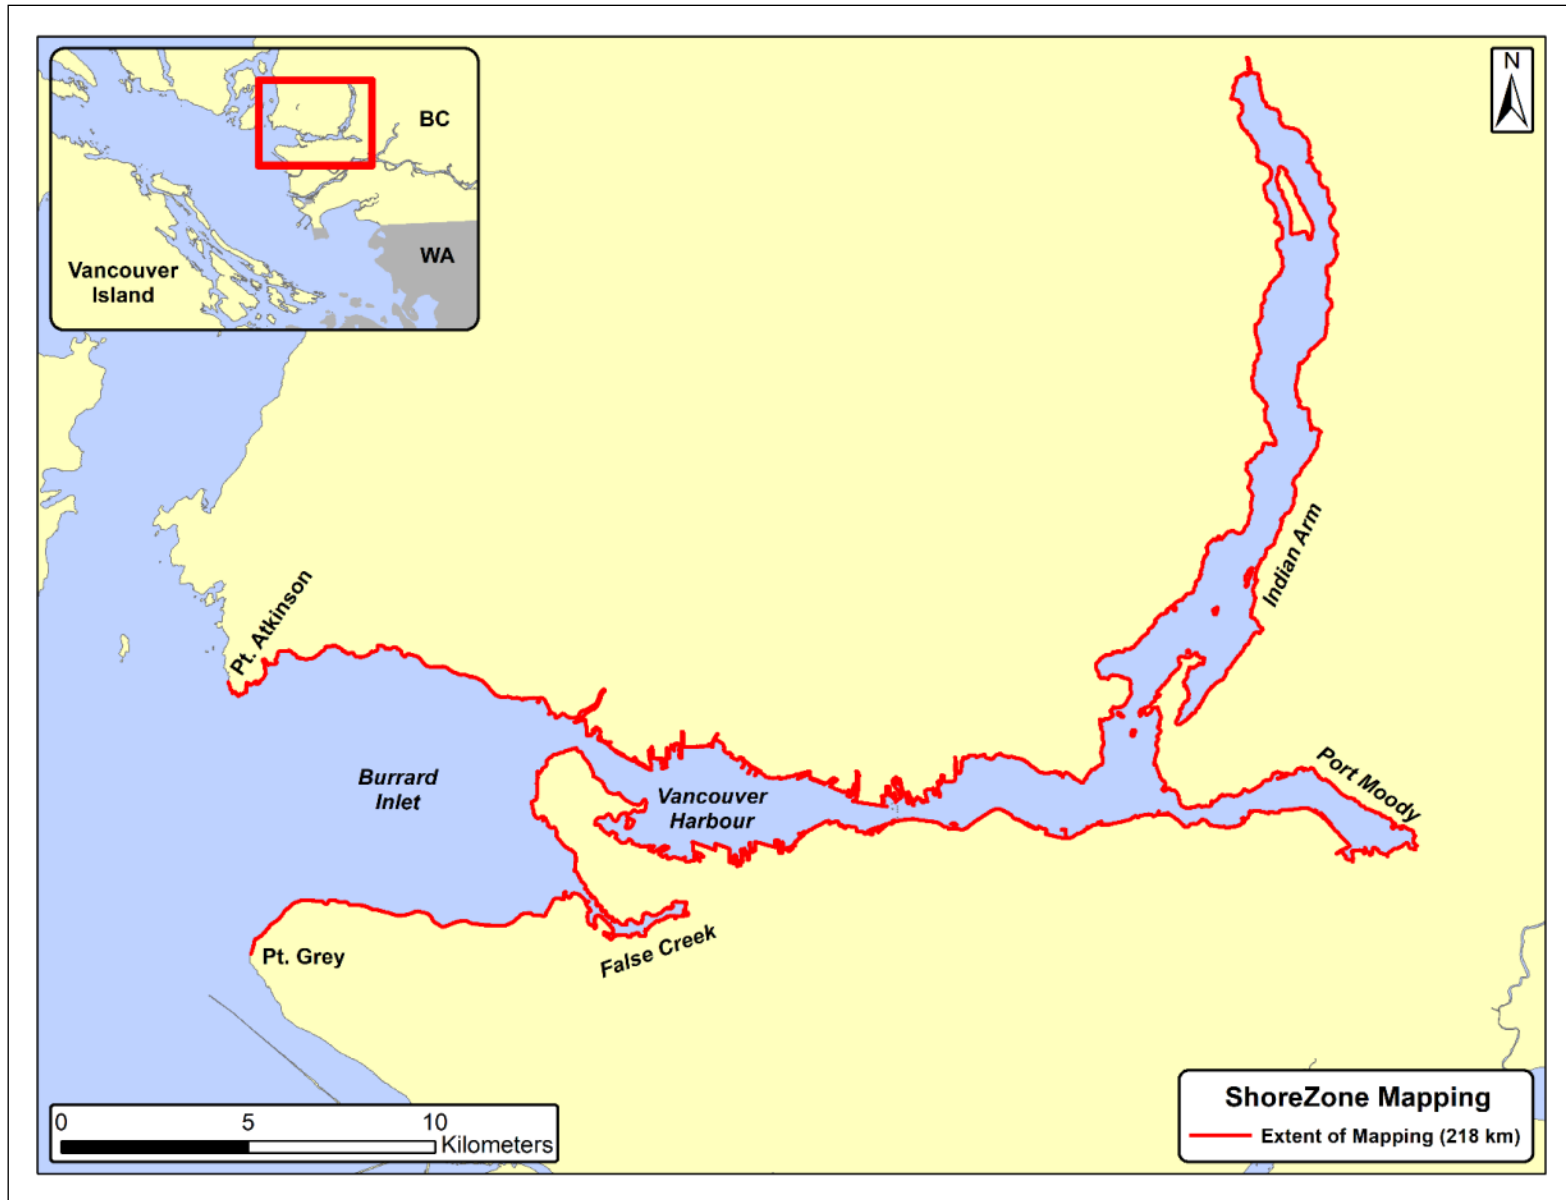 N
BC
WA
Vancouver
Island
Indian Arm
Pt. Atkinson
Port Moody
Burrard
Inlet
Vancouver
Harbour
False Creek
Pt. Grey
ShoreZone Mapping
Extent of Mapping (218 km)
0 5 10
Kilometers